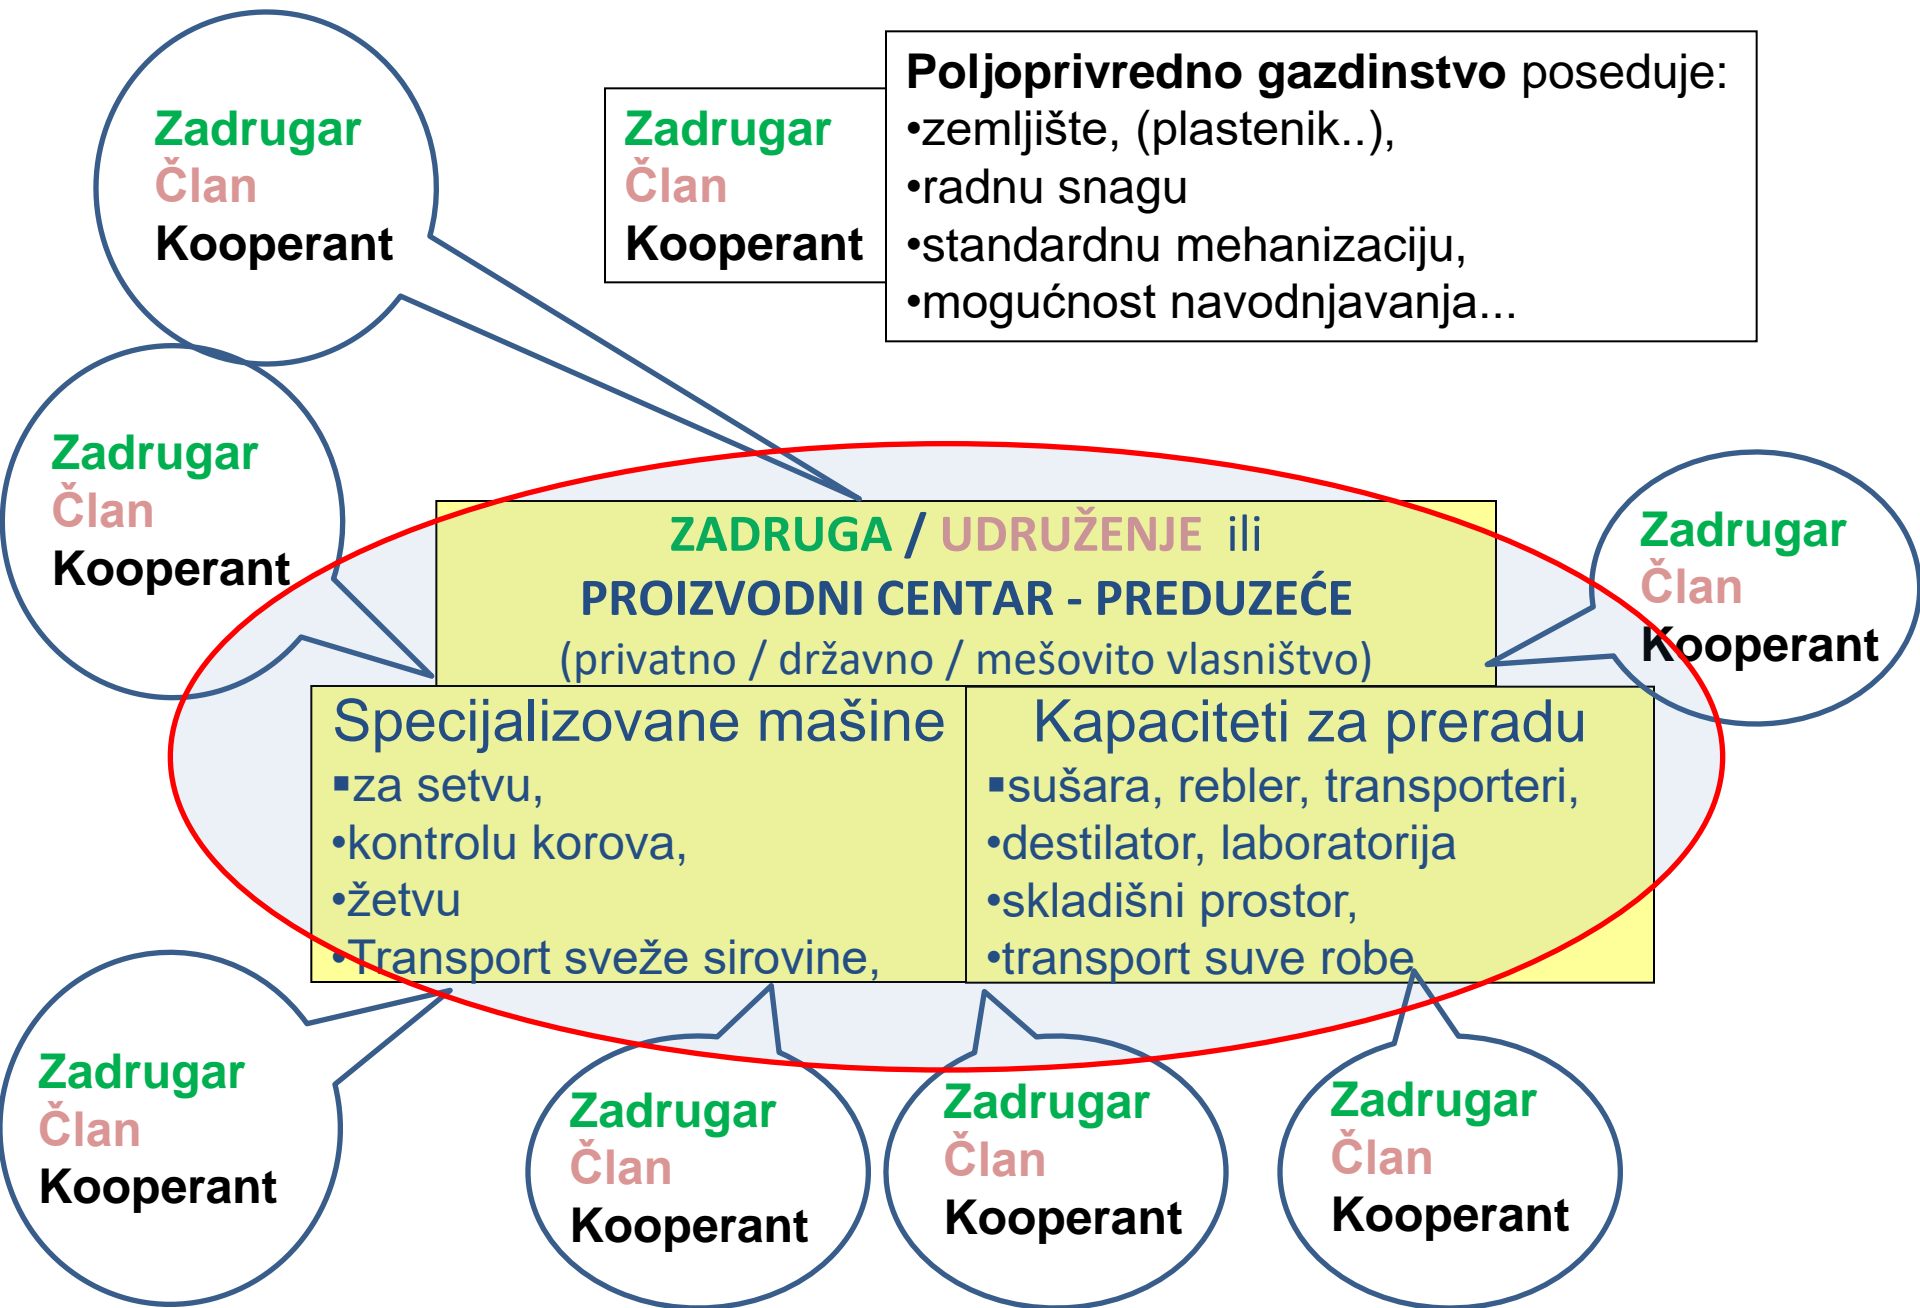 Zadrugar
Član
Kooperant
Zadrugar
Član
Kooperant
Poljoprivredno gazdinstvo poseduje:
•zemljište, (plastenik..),
•radnu snagu
•standardnu mehanizaciju,
•mogućnost navodnjavanja...
Zadrugar
Član
Kooperant
ZADRUGA / UDRUŽENJE ili
PROIZVODNI CENTAR - PREDUZEĆE
(privatno / državno / mešovito vlasništvo)
Zadrugar
Član
Kooperant
Specijalizovane mašine
▪za setvu,
•kontrolu korova,
•žetvu
•Transport sveže sirovine,
Kapaciteti za preradu
▪sušara, rebler, transporteri,
•destilator, laboratorija
•skladišni prostor,
•transport suve robe
Zadrugar
Član
Kooperant
Zadrugar
Član
Kooperant
Zadrugar
Član
Kooperant
Zadrugar
Član
Kooperant